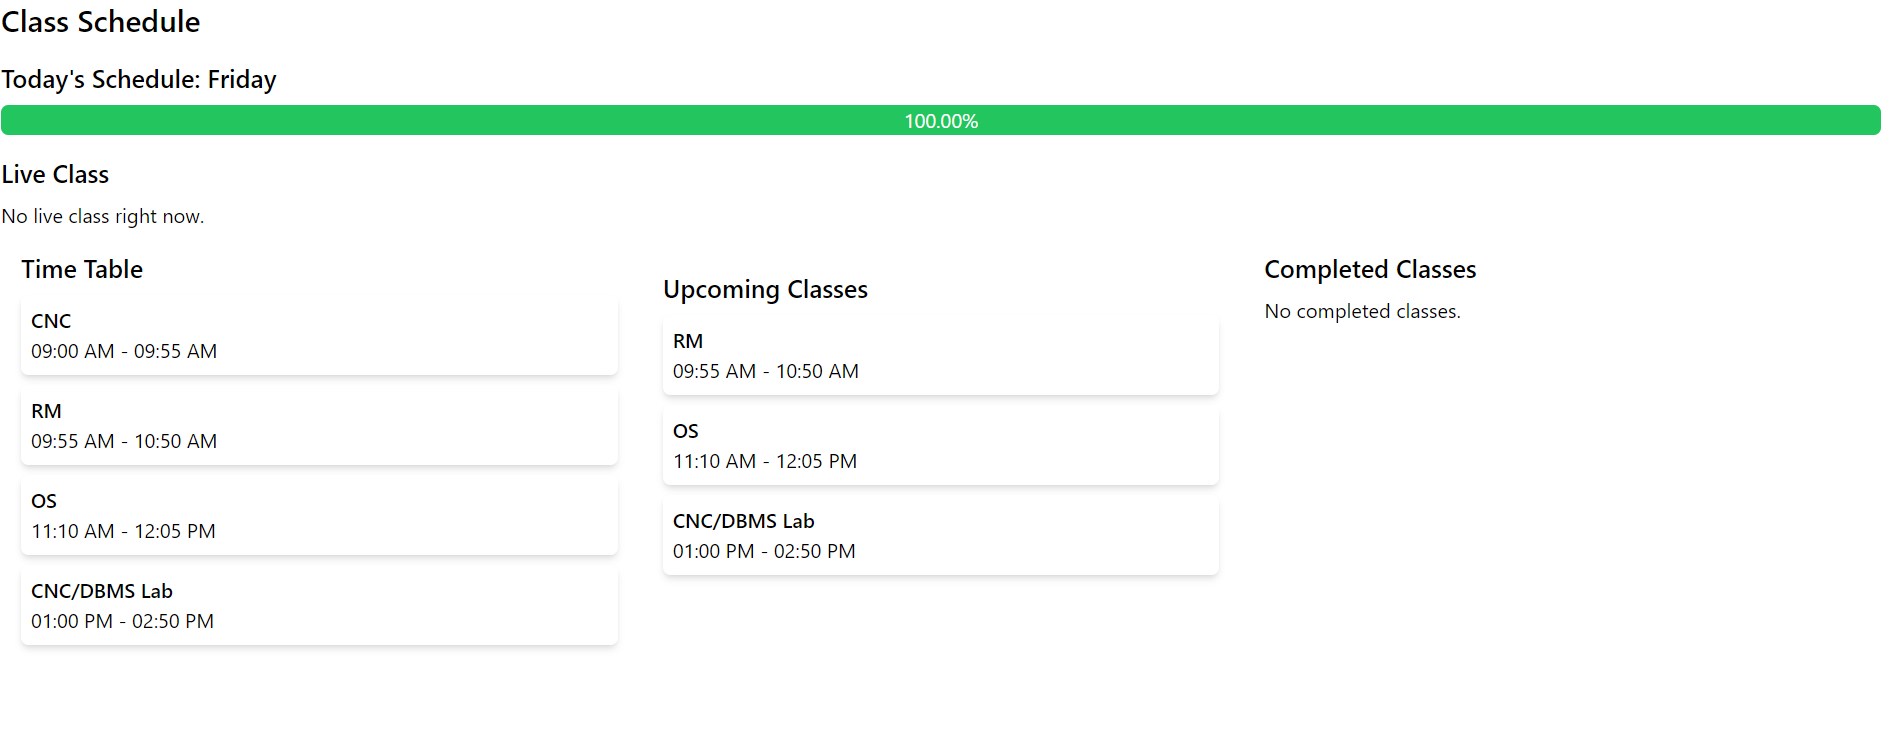 Class Schedule
Today's Schedule: Friday
100.00%
Live Class
No live class right now.
Time Table
CNC
09:00 AM - 09:55 AM
RM
09:55 AM - 10:50 AM
OS
11:10 AM - 12:05 PM
CNC/DBMS Lab
01:00 PM - 02:50 PM
Upcoming Classes
RM
09:55 AM - 10:50 AM
OS
11:10 AM - 12:05 PM
CNC/DBMS Lab
01:00 PM - 02:50 PM
Completed Classes
No completed classes.